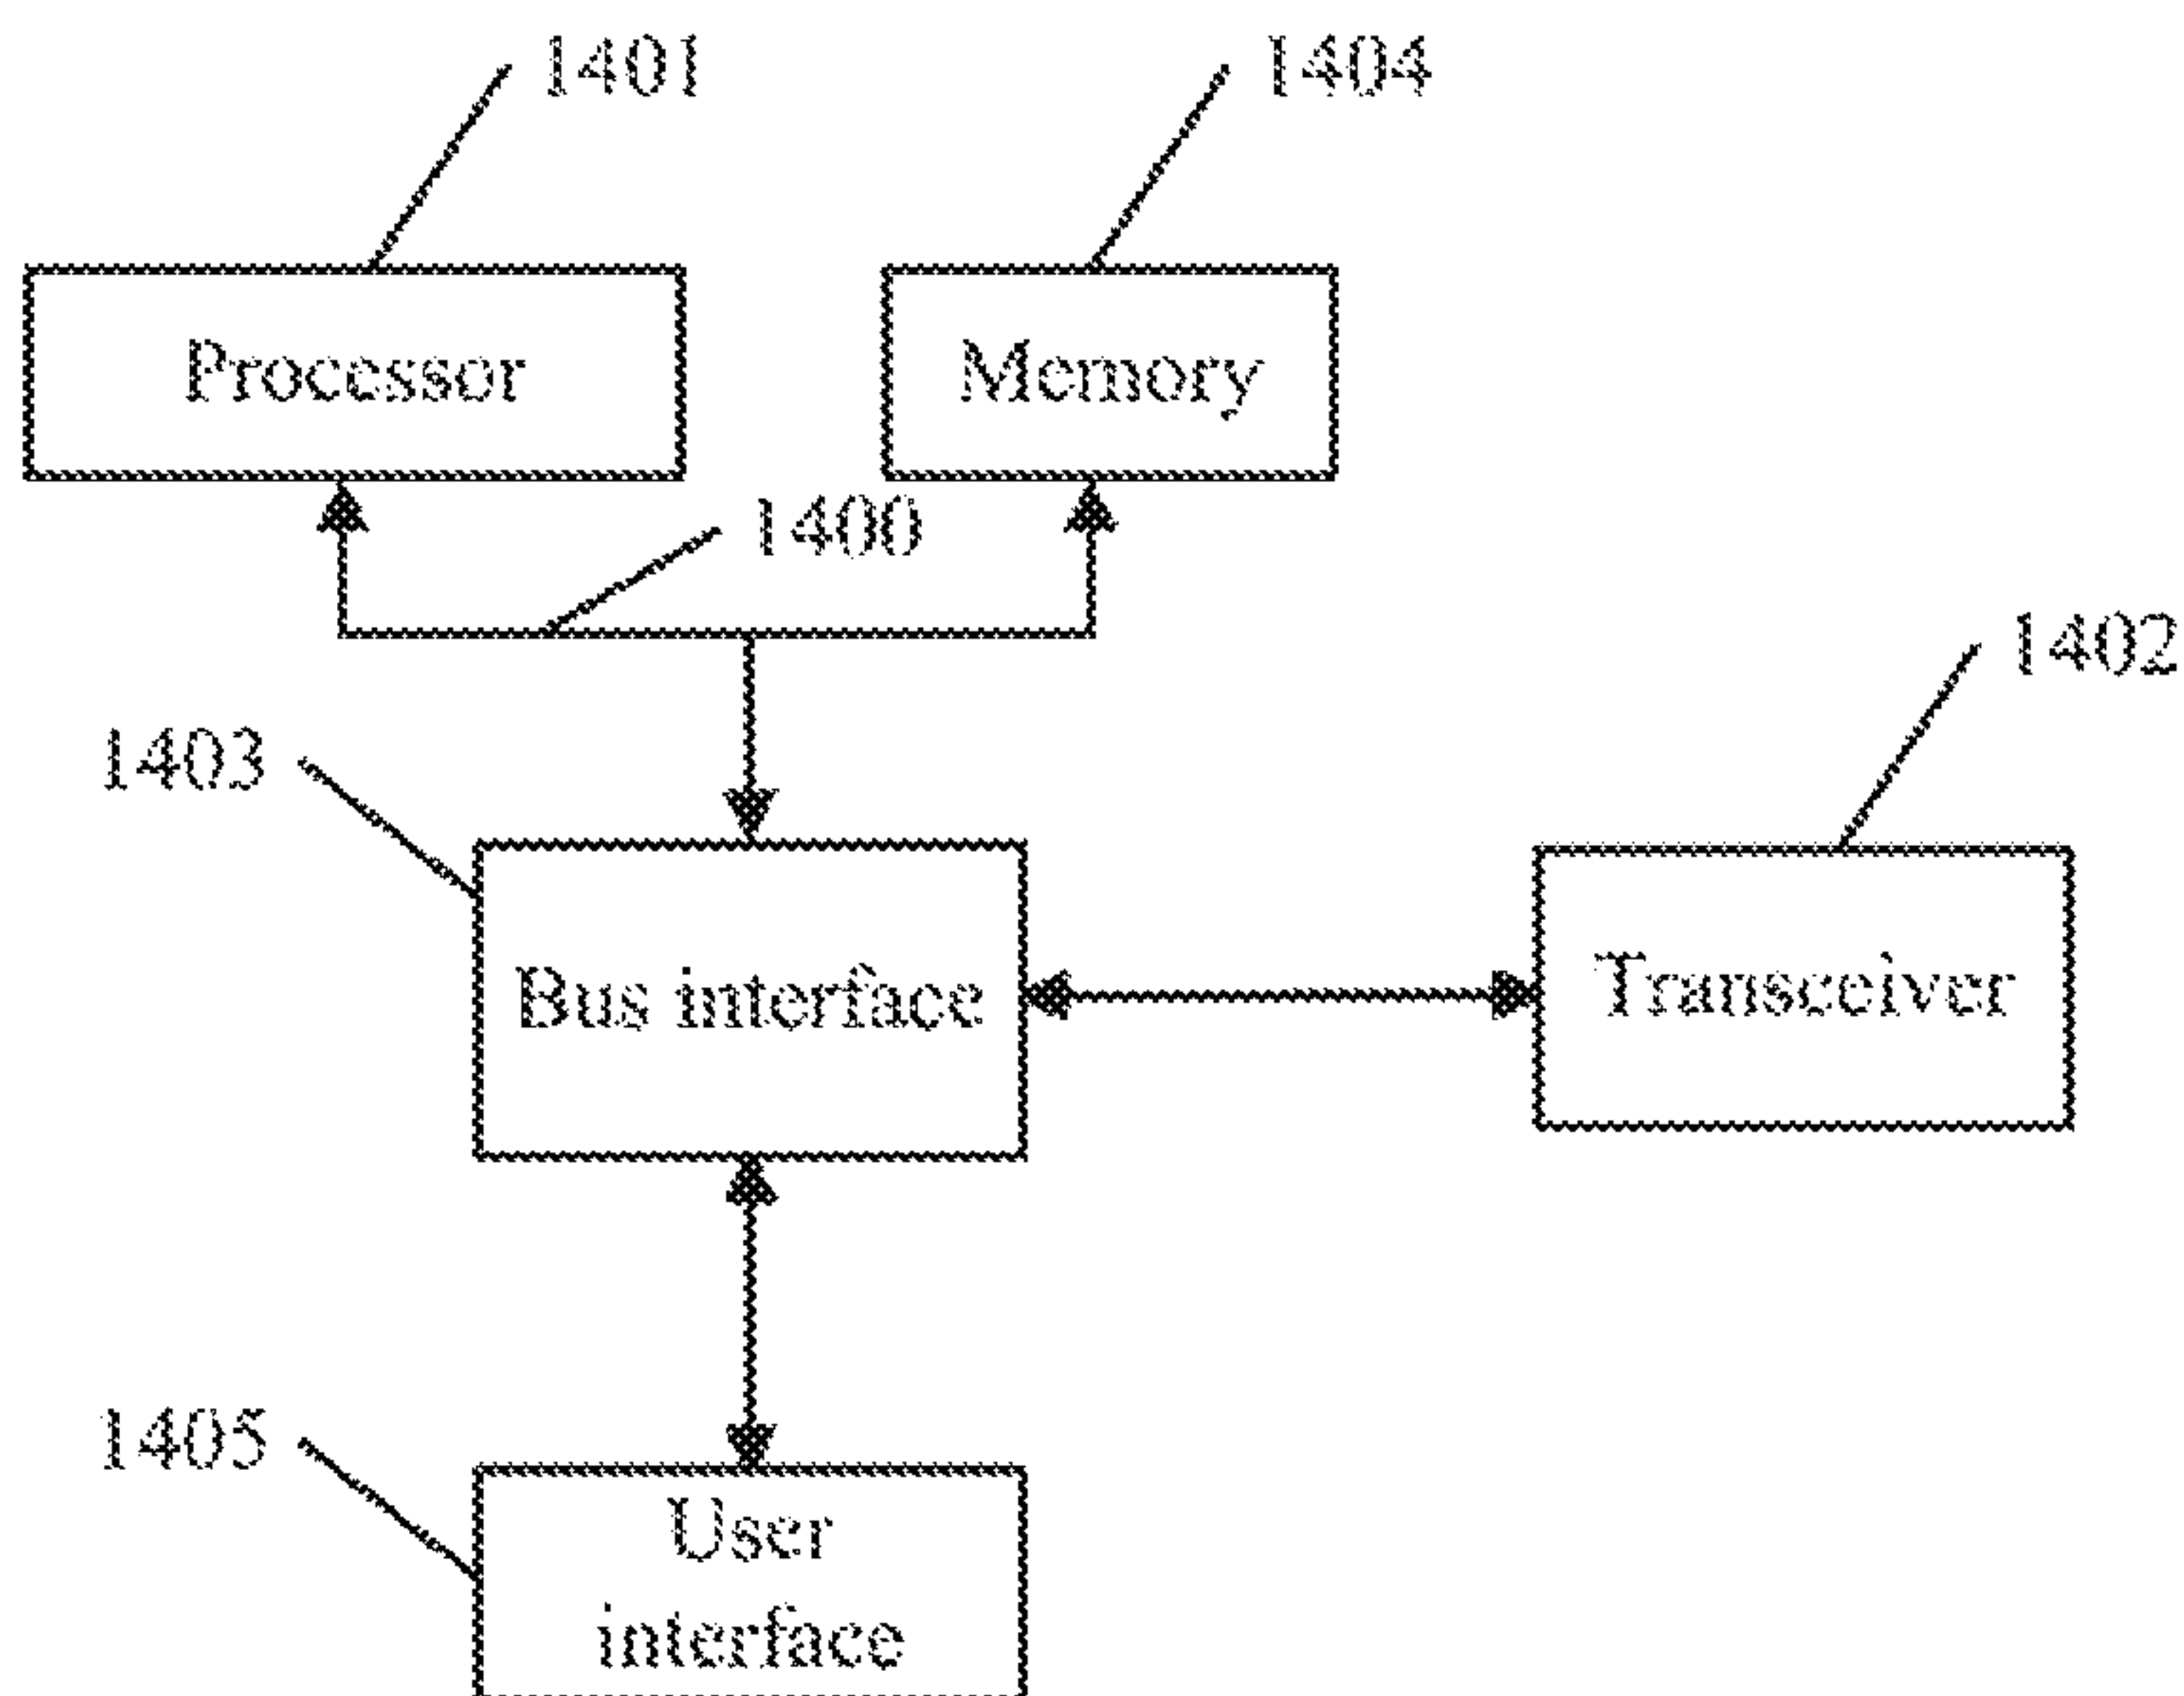 1401
1404
Processor
Memory
1400
1402
1403
Bus interface
Transceiver
1405
User
interface